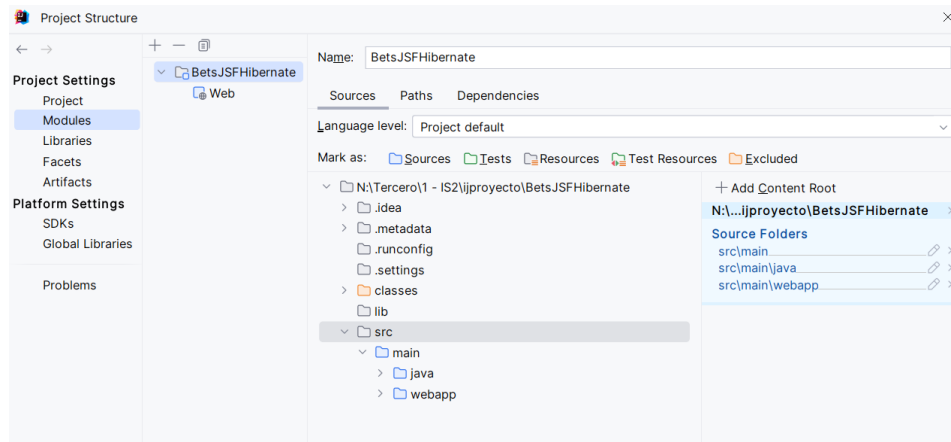 Project Structure
Project Settings
Project
Modules
Libraries
Facets
Artifacts
Platform Settings
SDKs
Global Libraries
Problems
BetsJSFHibernate
Web
Name: BetsJSFHibernate
Sources Paths Dependencies
Language level: Project default
Mark as: Sources Tests Resources Test Resources Excluded
N:\Tercero\1 - IS2\ijproyecto\BetsJSFHibernate
.idea
.metadata
.runconfig
.settings
classes
lib
src
main
java
webapp
+ Add Content Root
N:\...ijproyecto\BetsJSFHibernate
Source Folders
src\main
src\main\java
src\main\webapp